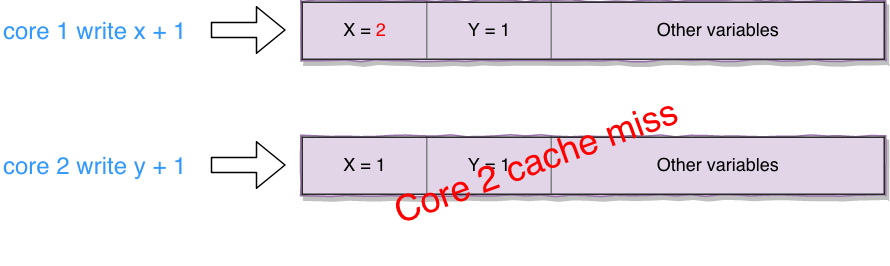 core 1 write x + 1
X = 2
Y = 1
Other variables
core 2 write y + 1
X = 1
Y = 1
Other variables
Core 2 cache miss